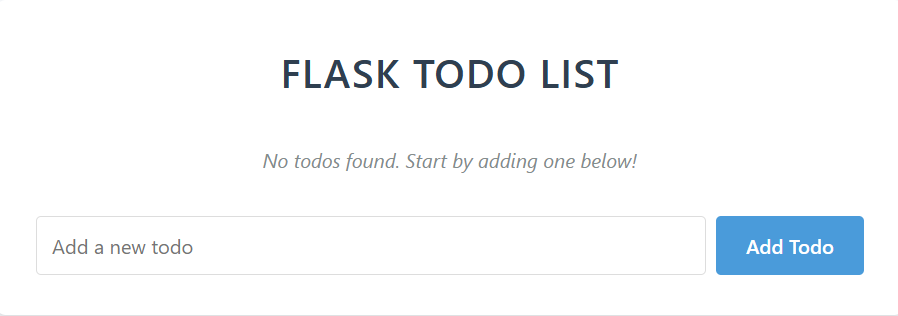 FLASK TODO LIST
No todos found. Start by adding one below!
Add a new todo
Add Todo